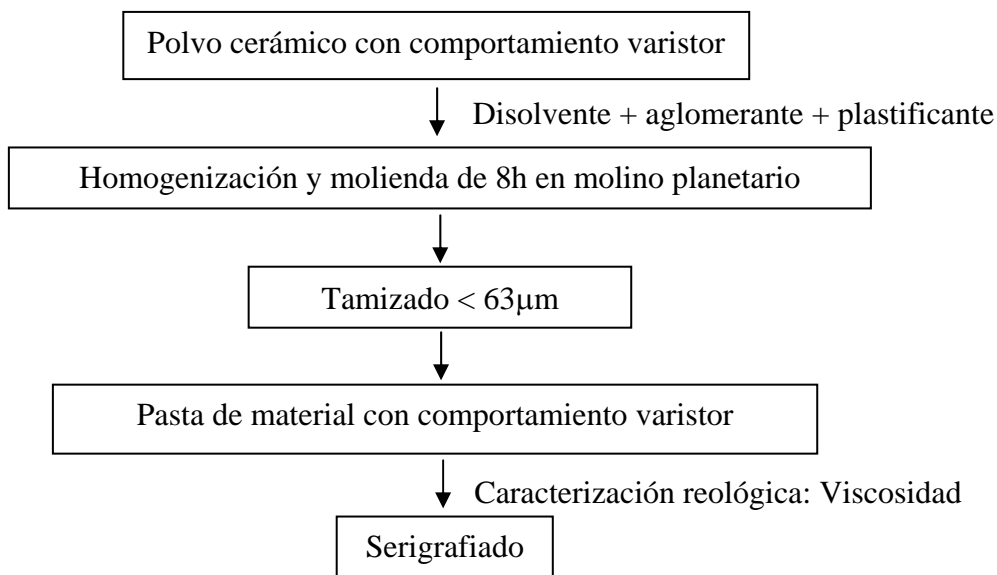 Polvo cerámico con comportamiento varistor
Disolvente + aglomerante + plastificante
Homogenización y molienda de 8h en molino planetario
Tamizado < 63μm
Pasta de material con comportamiento varistor
Caracterización reológica: Viscosidad
Serigrafiado